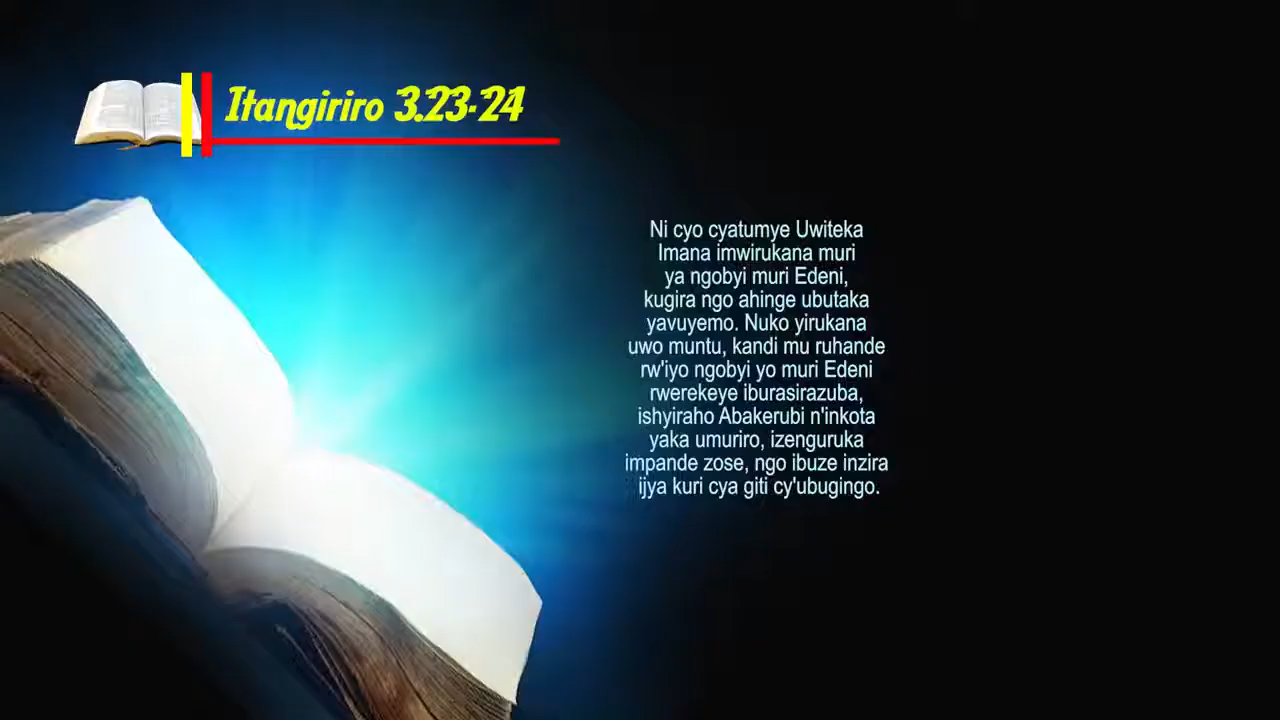 Itangiriro 3.23-24
Ni cyo cyatumye Uwiteka
Imana imwirukana muri
ya ngobyi muri Edeni,
kugira ngo ahinge ubutaka
yavuyemo. Nuko yirukana
uwo muntu, kandi mu ruhande
rw'iyo ngobyi yo muri Edeni
rwerekeye iburasirazuba,
ishyiraho Abakerubi n'inkota
yaka umuriro, izenguruka
impande zose, ngo ibuze inzira
ijya kuri cya giti cy'ubugingo.